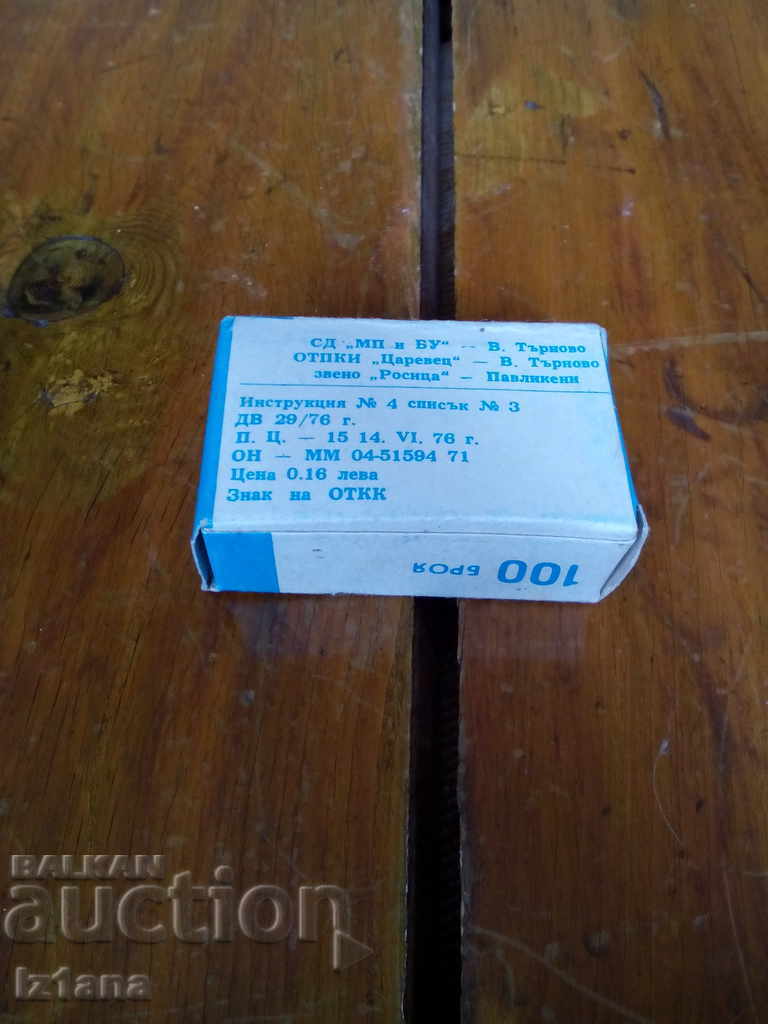 СД „МП и БУ“ — В. Търново
ОТПКИ „Царевец“ — В. Търново
звено „Росица“ — Павликени
Инструкция № 4 списък № 3
ДВ 29/76 г.
П. Ц. — 15 14. VI. 76 г.
ОН — ММ 04-51594 71
Цена 0.16 лева
Знак на ОТКК
100 БРОЯ
BALKAN
auction
Iz1ana